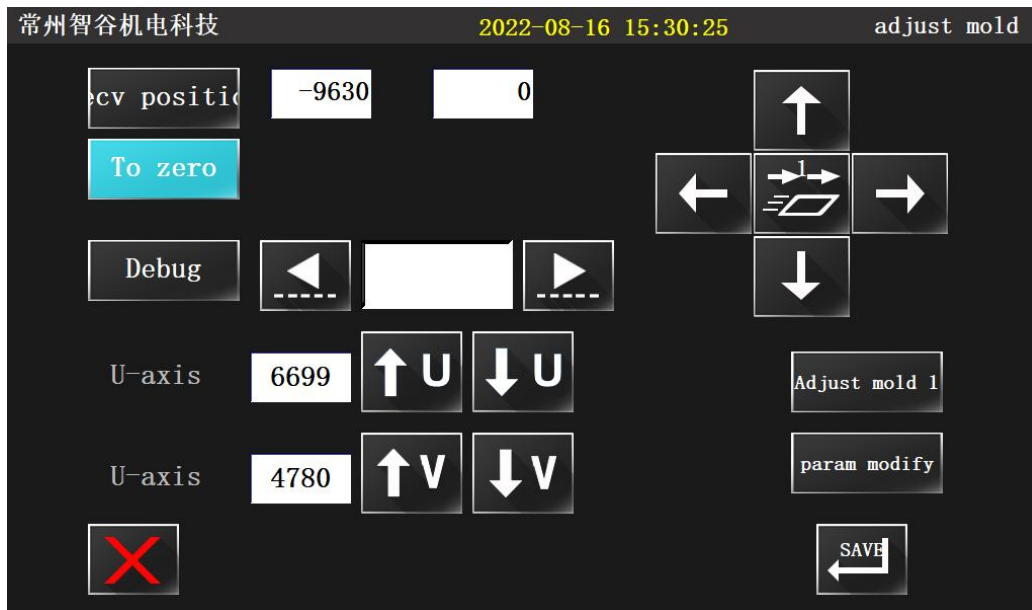 常州智谷机电科技 2022-08-16 15:30:25 adjust mold
ecv positio -9630 0
To zero
1
Debug
U-axis 6699 U U
Adjust mold 1
U-axis 4780 V V
param modify
SAVE